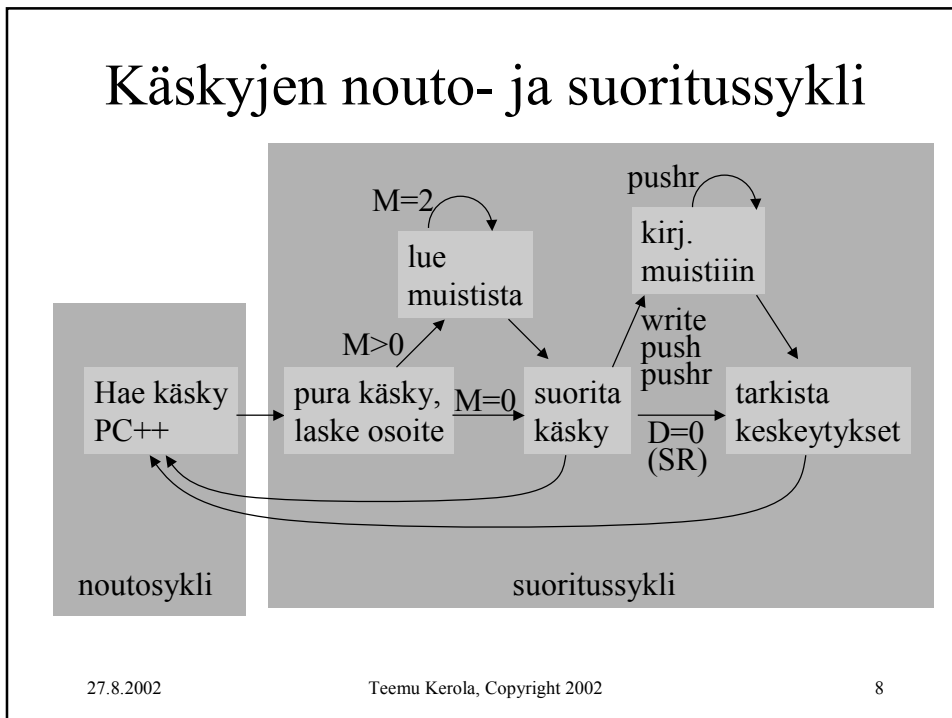 Käskyjen nouto- ja suoritussykli
pushr
M=2
kirj.
muistiiin
lue
muistista
M>0
write
push
pushr
Hae käsky
PC++
pura käsky,
laske osoite
M=0
suorita
käsky
D=0
(SR)
tarkista
keskeytykset
noutosykli
suoritussykli
27.8.2002
Teemu Kerola, Copyright 2002
8